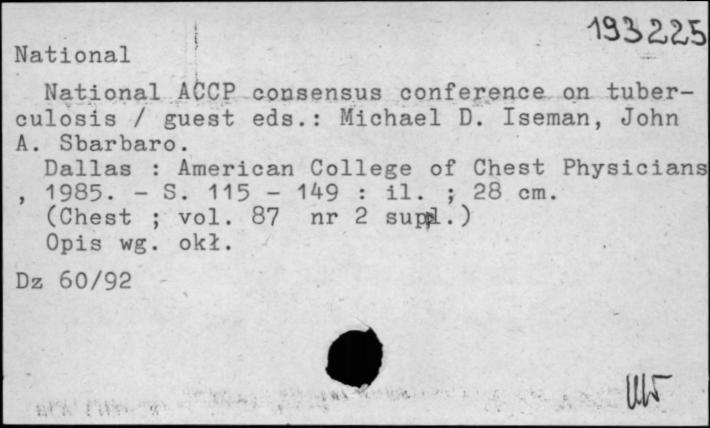 193225
National
National ACCP consensus conference on tuber-
culosis / guest eds.: Michael D. Iseman, John
A. Sbarbaro.
Dallas : American College of Chest Physicians
, 1985. - S. 115 - 149 : il. ; 28 cm.
(Chest ; vol. 87 nr 2 suppl.)
Opis wg. okł.
Dz 60/92